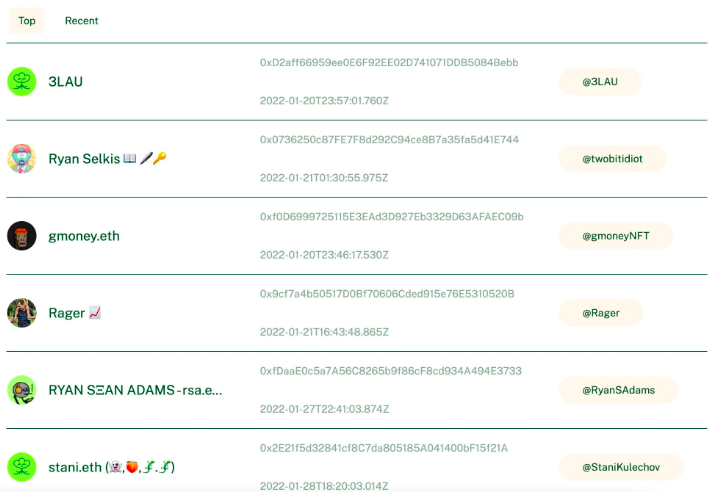 Top Recent
3LAU
0xD2aff66959ee0E6F92EE02D741071DDB5084Bebb
2022-01-20T23:57:01.760Z
@3LAU
Ryan Selkis 📖 🖊️🔑
0x0736250c87FE7F8d292C94ce8B7a35fa5d41E744
2022-01-21T01:30:55.975Z
@twobitidiot
gmoney.eth
0xf0D6999725115E3EAd3D927Eb3329D63AFAEC09b
2022-01-20T23:46:17.530Z
@gmoneyNFT
Rager 📈
0x9cf7a4b50517D0Bf70606Cded915e76E5310520B
2022-01-21T16:43:48.865Z
@Rager
RYAN SΞAN ADAMS - rsa.e...
0xfDaaE0c5a7A56C8265b9f86cF8cd934A494E3733
2022-01-27T22:41:03.874Z
@RyanSAdams
stani.eth (👻,🍑,🌿.🌿)
0x2E21f5d32841cf8C7da805185A041400bF15f21A
2022-01-28T18:20:03.014Z
@StaniKulechov